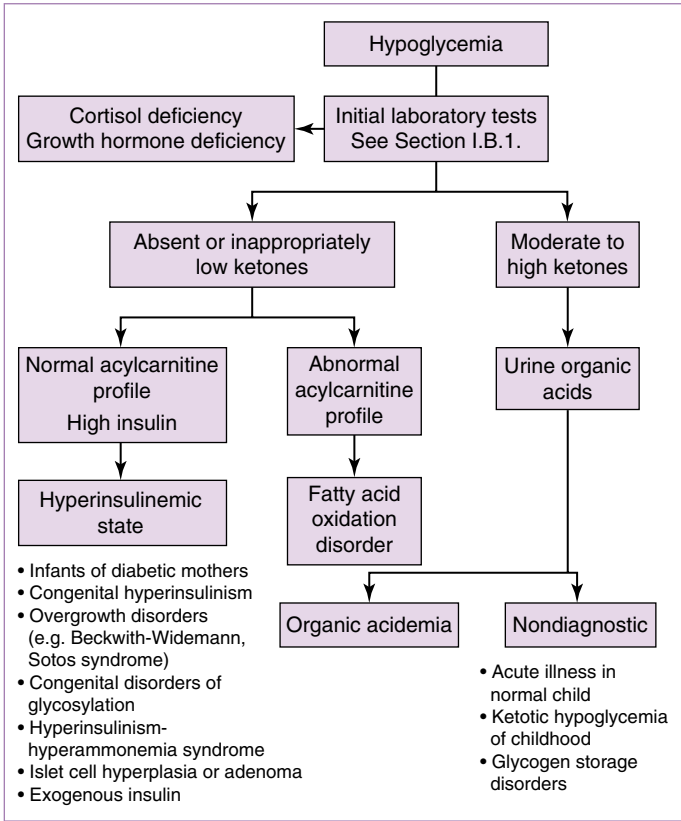 Hypoglycemia
Cortisol deficiency
Growth hormone deficiency
Initial laboratory tests
See Section I.B.1.
Absent or inappropriately
low ketones
Moderate to
high ketones
Normal acylcarnitine
profile
High insulin
Abnormal
acylcarnitine
profile
Urine organic
acids
Hyperinsulinemic
state
Fatty acid
oxidation
disorder
• Infants of diabetic mothers
• Congenital hyperinsulinism
• Overgrowth disorders
(e.g. Beckwith-Widemann,
Sotos syndrome)
• Congenital disorders of
glycosylation
• Hyperinsulinism-
hyperammonemia syndrome
• Islet cell hyperplasia or adenoma
• Exogenous insulin
Organic acidemia
Nondiagnostic
• Acute illness in
normal child
• Ketotic hypoglycemia
of childhood
• Glycogen storage
disorders